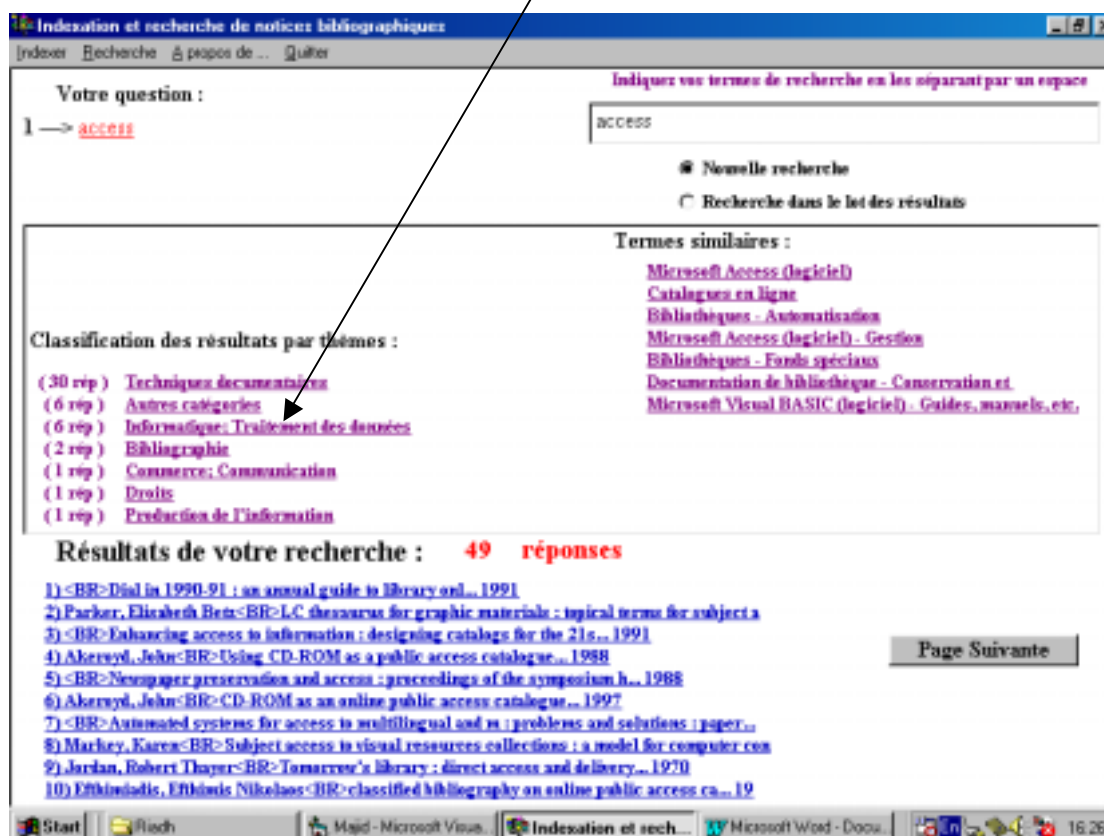 Indexation et recherche de notices bibliographiques
Indexer Recherche A propos de ... Quitter
Indiquez vos termes de recherche en les séparant par un espace
Votre question :
1 —> access
access
Nouvelle recherche
Recherche dans le lot des résultats
Termes similaires :
Microsoft Access (logiciel)
Catalogues en ligne
Bibliothèques - Automatisation
Microsoft Access (logiciel) - Gestion
Bibliothèques - Fonds spéciaux
Documentation de bibliothèque - Conservation et
Microsoft Visual BASIC (logiciel) - Guides, manuels, etc.
Classification des résultats par thèmes :
( 30 rép ) Techniques documentaires
( 6 rép ) Autres catégories
( 6 rép ) Informatique; Traitement des données
( 2 rép ) Bibliographie
( 1 rép ) Commerce; Communication
( 1 rép ) Droits
( 1 rép ) Production de l'information
Résultats de votre recherche : 49 réponses
1) <BR>Dial in 1990-91 : an annual guide to library onl... 1991
2) Parker, Elisabeth Betz<BR>LC thesaurus for graphic materials : topical terms for subject a
3) <BR>Enhancing access to information : designing catalogs for the 21s... 1991
4) Akeroyd, John<BR>Using CD-ROM as a public access catalogue... 1988
5) <BR>Newspaper preservation and access : proceedings of the symposium h... 1988
6) Akeroyd, John<BR>CD-ROM as an online public access catalogue... 1997
7) <BR>Automated systems for access to multilingual and m : problems and solutions : paper...
8) Markey, Karen<BR>Subject access to visual resources collections : a model for computer con
9) Jordan, Robert Thayer<BR>Tomorrow's library : direct access and delivery... 1970
10) Efthimiadis, Efthimis Nikolaos<BR>classified bibliography on online public access ca... 19
Page Suivante
Start Riadh Majid - Microsoft Visua... Indexation et rech... Microsoft Word - Docu... En 16:26